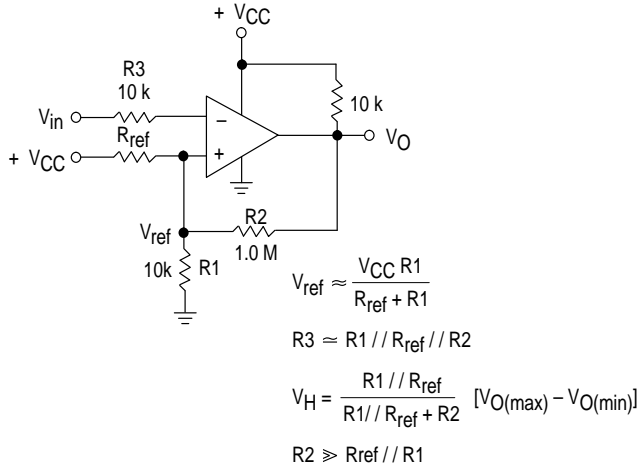 + VCC
R3
10 k
10 k
Vin
−
VO
Rref
+ VCC
+
R2
Vref
1.0 M
10k
R1
Vref ≈ VCC R1 / Rref + R1
R3 ≃ R1 / / Rref / / R2
VH = R1 / / Rref / R1/ / Rref + R2 [VO(max) – VO(min)]
R2 ≫ Rref / / R1